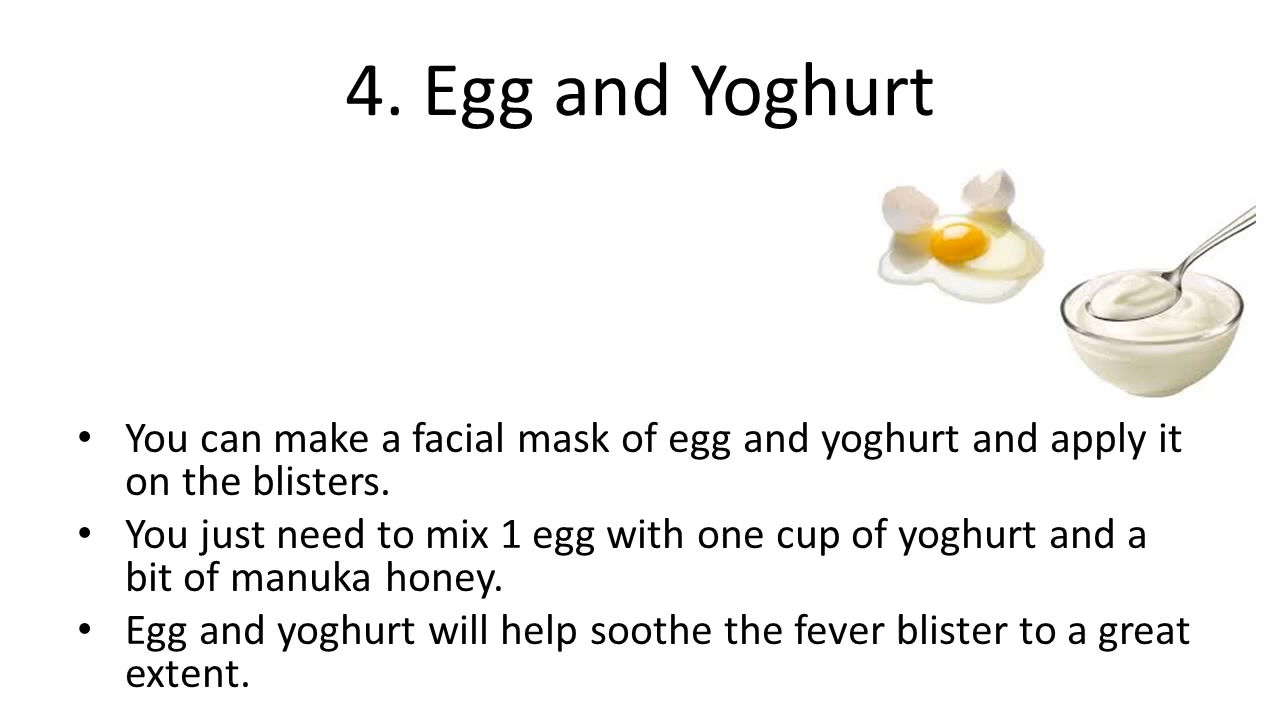 4. Egg and Yoghurt
• You can make a facial mask of egg and yoghurt and apply it
on the blisters.
• You just need to mix 1 egg with one cup of yoghurt and a
bit of manuka honey.
• Egg and yoghurt will help soothe the fever blister to a great
extent.